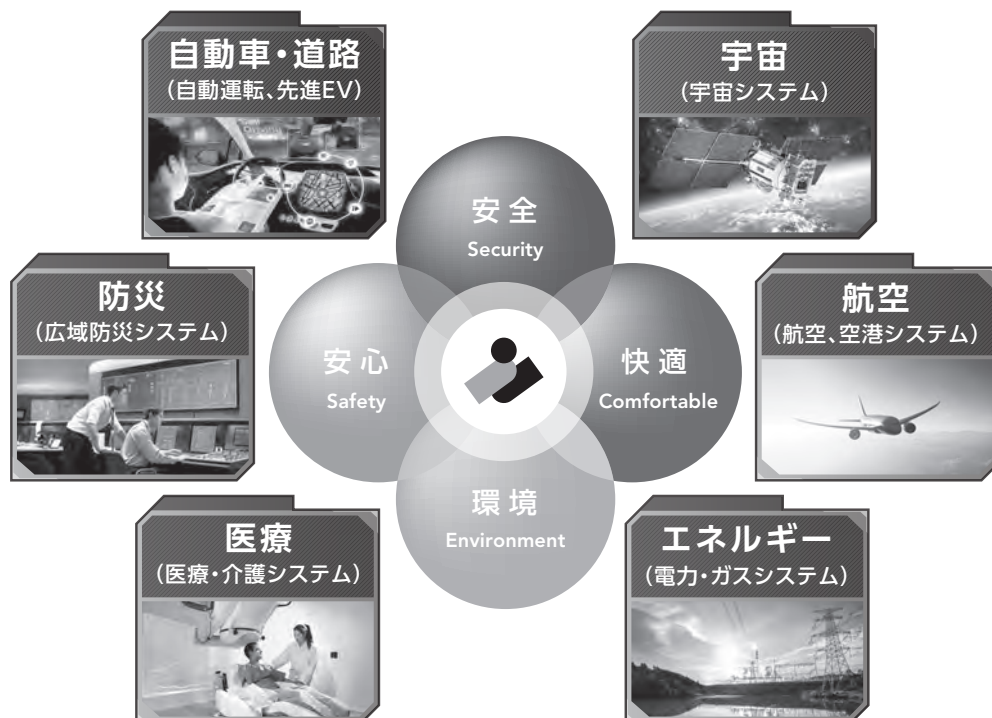 自動車・道路
(自動運転、先進EV)
宇宙
(宇宙システム)
安全
Security
防災
(広域防災システム)
航空
(航空、空港システム)
安心
Safety
快適
Comfortable
環境
Environment
医療
(医療・介護システム)
エネルギー
(電力・ガスシステム)